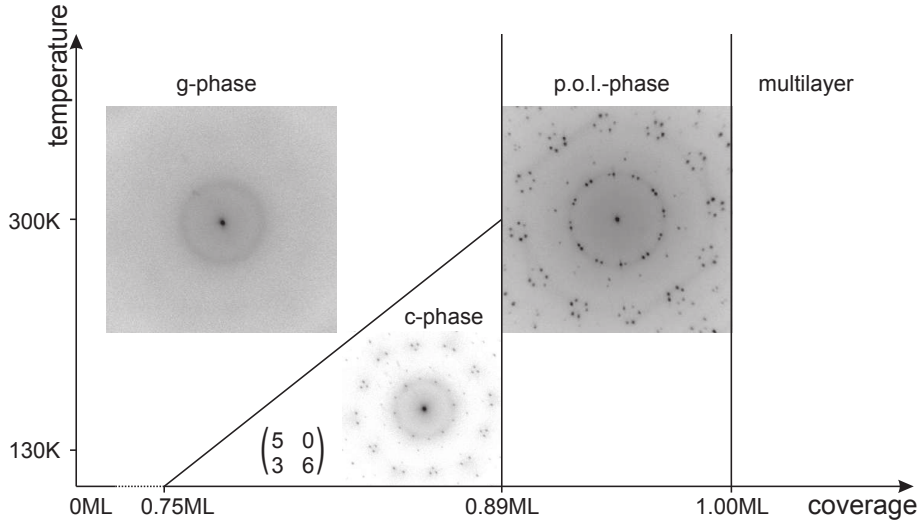 temperature
g-phase
p.o.l.-phase
multilayer
300K
c-phase
5 0
3 6
130K
0ML
0.75ML
0.89ML
1.00ML
coverage